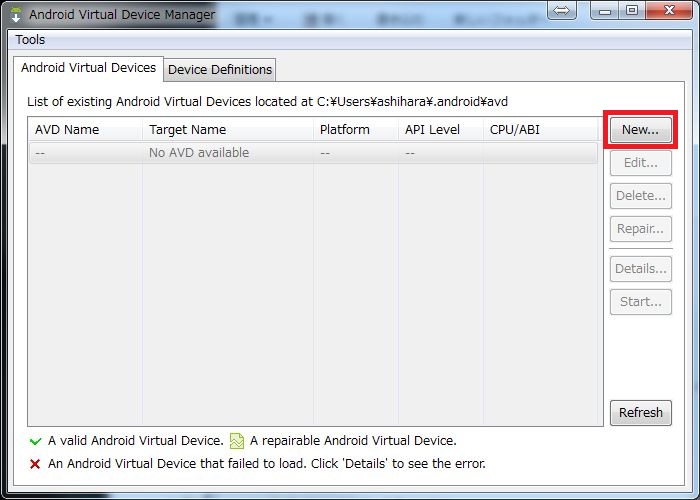 Android Virtual Device Manager
Tools
Android Virtual Devices
Device Definitions
List of existing Android Virtual Devices located at C:¥Users¥ashihara¥.android¥avd
AVD Name Target Name Platform API Level CPU/ABI
-- No AVD available -- --
New...
Edit...
Delete...
Repair...
Details...
Start...
Refresh
A valid Android Virtual Device. A repairable Android Virtual Device.
An Android Virtual Device that failed to load. Click 'Details' to see the error.